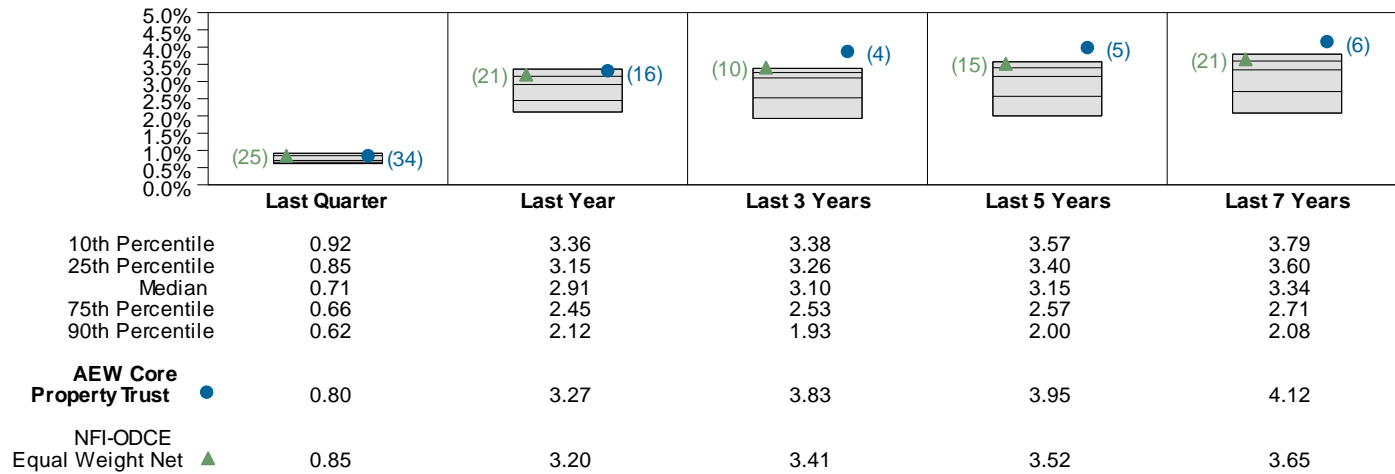 5.0%
4.5%
4.0%
3.5%
3.0%
2.5%
2.0%
1.5%
1.0%
0.5%
0.0%
(25) (34)
(21) (16)
(10) (4)
(15) (5)
(21) (6)
Last Quarter Last Year Last 3 Years Last 5 Years Last 7 Years
10th Percentile 0.92 3.36 3.38 3.57 3.79
25th Percentile 0.85 3.15 3.26 3.40 3.60
Median 0.71 2.91 3.10 3.15 3.34
75th Percentile 0.66 2.45 2.53 2.57 2.71
90th Percentile 0.62 2.12 1.93 2.00 2.08
AEW Core
Property Trust 0.80 3.27 3.83 3.95 4.12
NFI-ODCE
Equal Weight Net 0.85 3.20 3.41 3.52 3.65